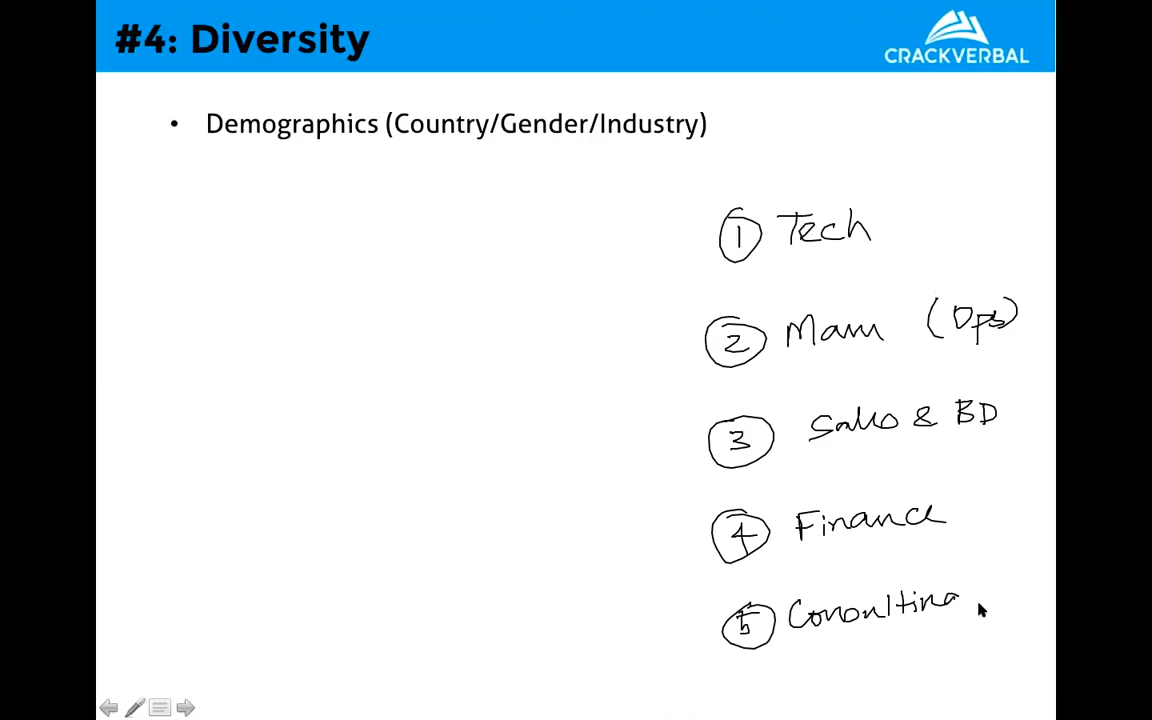 #4: Diversity
CRACKVERBAL
• Demographics (Country/Gender/Industry)
1 Tech
2 Manu (Ops)
3 Sales & BD
4 Finance
5 Consulting